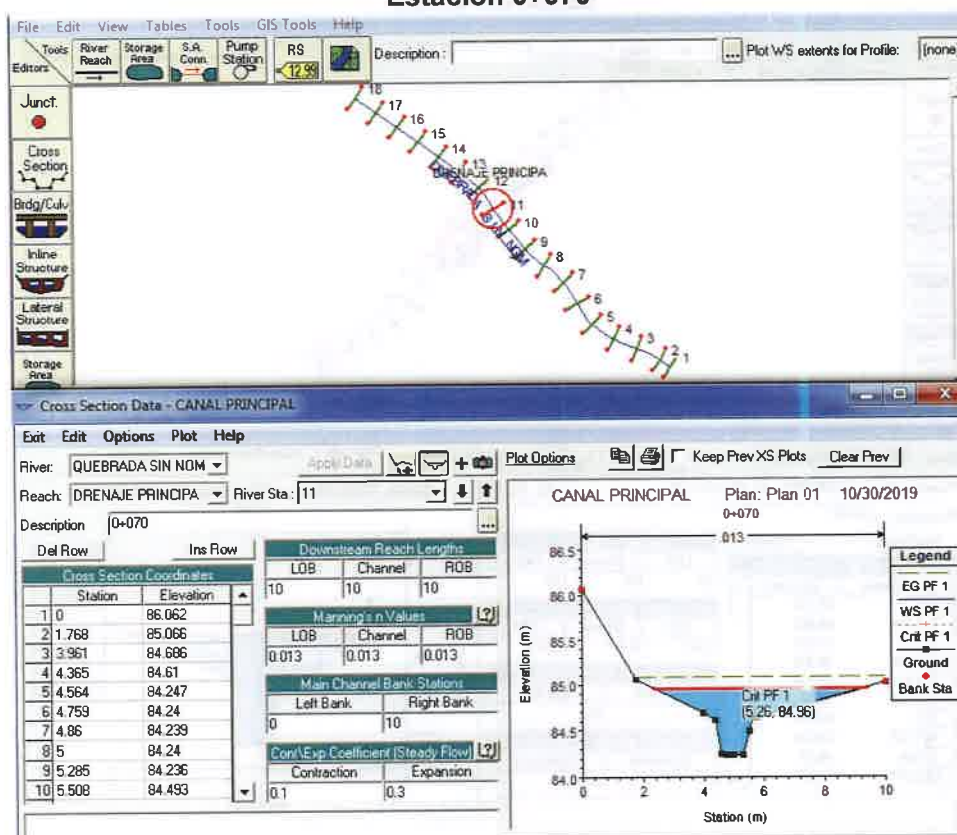 Estación 0+070
File Edit View Tables Tools GIS Tools Help
Tools
Editors
River Reach
Storage Area
S.A. Conn.
Pump Station
RS
12.99
Description :
...
Plot WS extents for Profile:
(none
Junct.
Cross Section
Brdg/Culv
Inline Structure
Lateral Structure
Storage Area
18
17
16
15
14
13
DRENAJE PRINCIPA
12
QUEBRADA SIN NOM
11
10
9
8
7
6
5
4
3
2
1
Cross Section Data - CANAL PRINCIPAL
Exit Edit Options Plot Help
River: QUEBRADA SIN NOM
Apply Data
Reach: DRENAJE PRINCIPA
River Sta.: 11
Description 0+070
...
Del Row
Ins Row
Cross Section Coordinates
Station Elevation
1 0 86.062
2 1.768 85.066
3 3.961 84.686
4 4.365 84.61
5 4.564 84.247
6 4.759 84.24
7 4.86 84.239
8 5 84.24
9 5.285 84.236
10 5.508 84.493
Downstream Reach Lengths
LOB Channel ROB
10 10 10
Manning's n Values
LOB Channel ROB
0.013 0.013 0.013
Main Channel Bank Stations
Left Bank Right Bank
0 10
Cont\Exp Coefficient (Steady Flow)
Contraction Expansion
0.1 0.3
Plot Options
Keep Prev XS Plots
Clear Prev
CANAL PRINCIPAL Plan: Plan 01 10/30/2019
0+070
.013
86.5
86.0
85.5
85.0
84.5
84.0
Elevation (m)
0 2 4 6 8 10
Station (m)
Crit PF 1
(5.26, 84.96)
Legend
EG PF 1
WS PF 1
Crit PF 1
Ground
Bank Sta